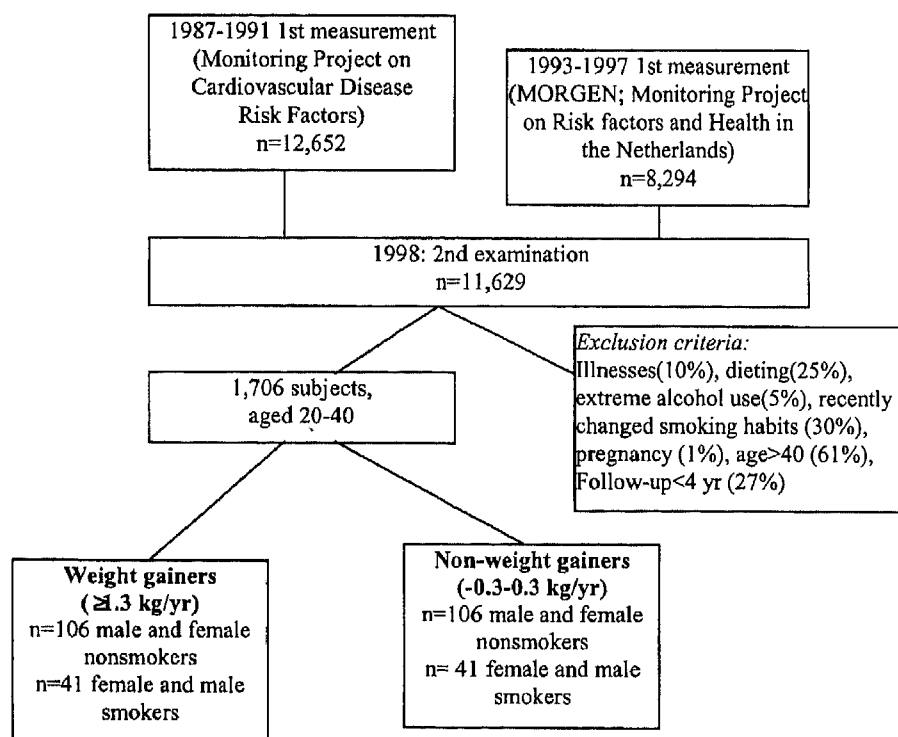 1987-1991 1st measurement
(Monitoring Project on
Cardiovascular Disease
Risk Factors)
n=12,652
1993-1997 1st measurement
(MORGEN; Monitoring Project
on Risk factors and Health in
the Netherlands)
n=8,294
1998: 2nd examination
n=11,629
Exclusion criteria:
Illnesses(10%), dieting(25%),
extreme alcohol use(5%), recently
changed smoking habits (30%),
pregnancy (1%), age>40 (61%),
Follow-up<4 yr (27%)
1,706 subjects,
aged 20-40
Weight gainers
(≥1.3 kg/yr)
n=106 male and female
nonsmokers
n=41 female and male
smokers
Non-weight gainers
(-0.3-0.3 kg/yr)
n=106 male and female
nonsmokers
n= 41 female and male
smokers